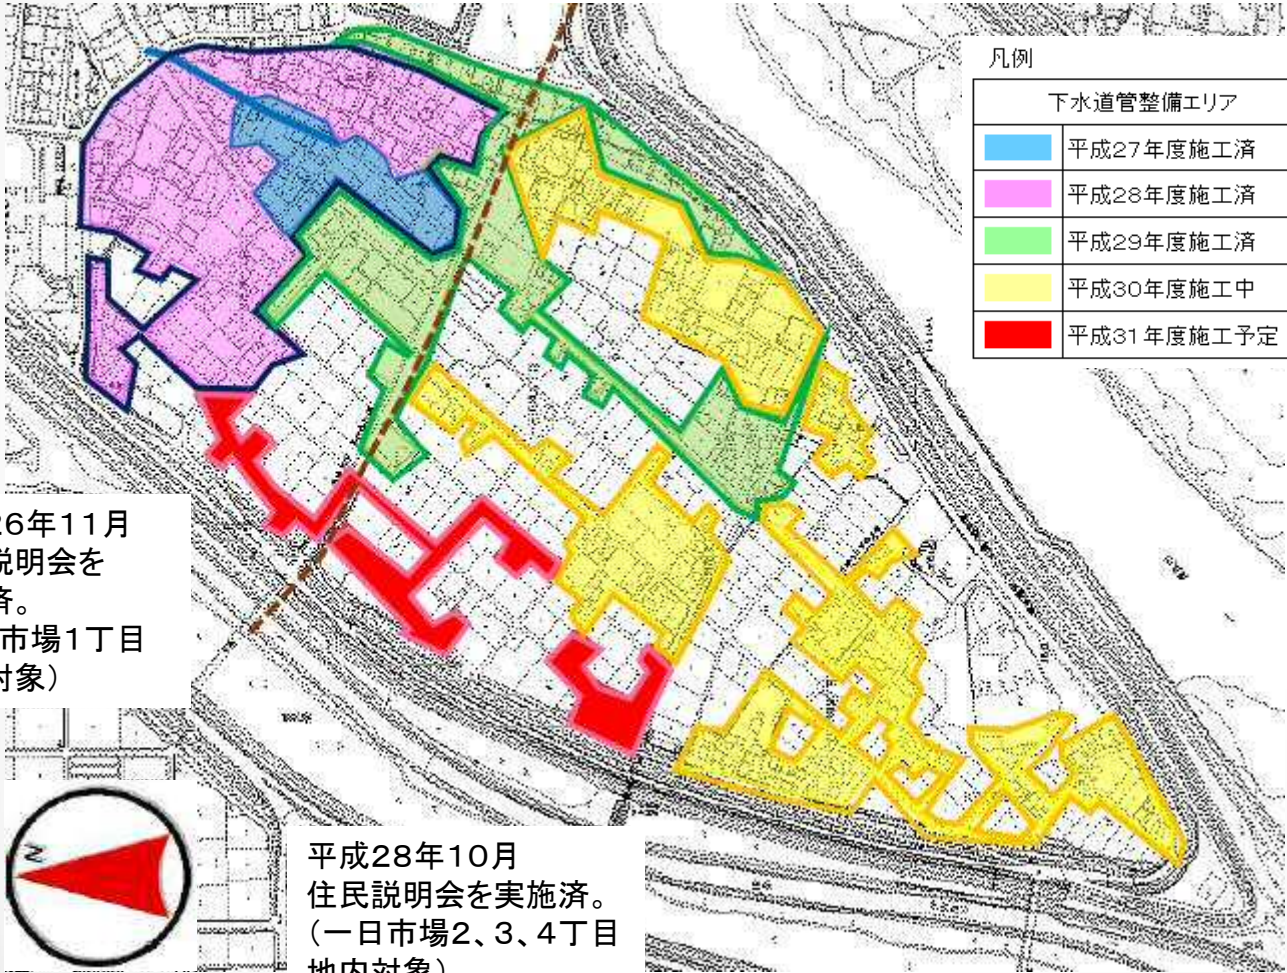 凡例
下水道管整備エリア
平成27年度施工済
平成28年度施工済
平成29年度施工済
平成30年度施工中
平成31年度施工予定
26年11月
説明会を
済。
市場1丁目
対象）
N
平成28年10月
住民説明会を実施済。
（一日市場2、3、4丁目
地内対象）